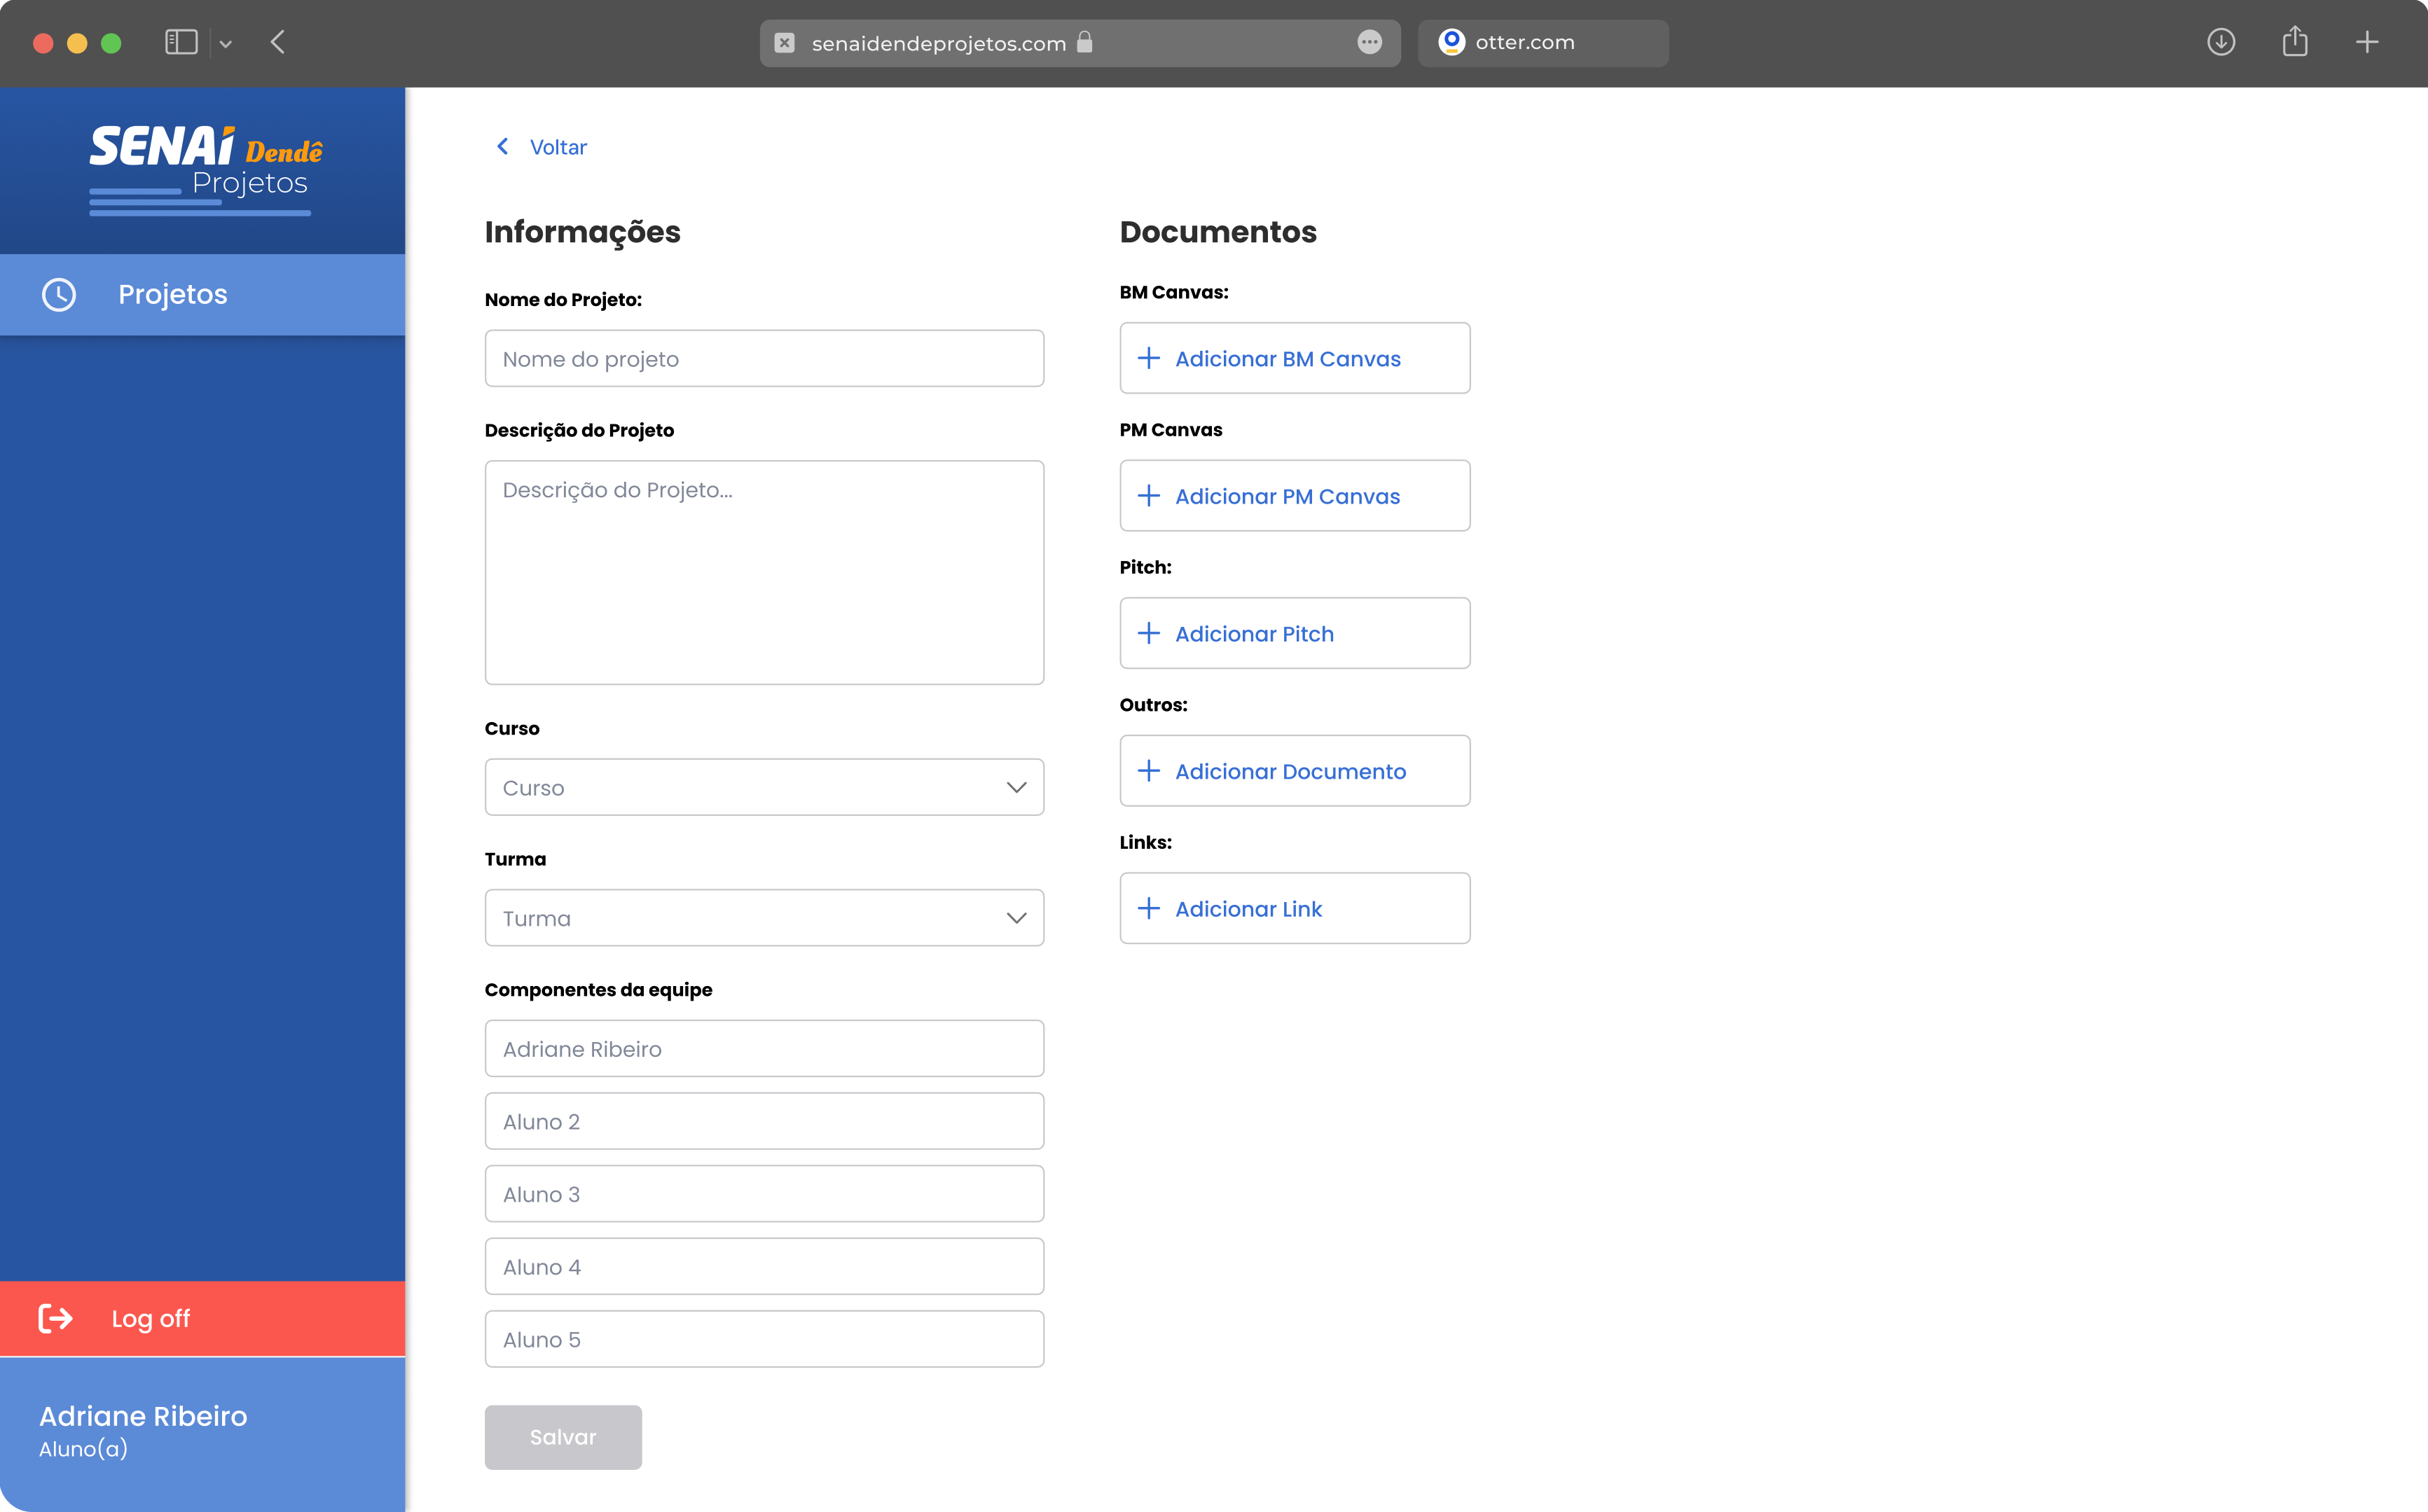 senaidendeprojetos.com
otter.com
SENAI Dendê
Projetos
Projetos
Log off
Adriane Ribeiro
Aluno(a)
Voltar
Informações
Nome do Projeto:
Nome do projeto
Descrição do Projeto
Descrição do Projeto...
Curso
Curso
Turma
Turma
Componentes da equipe
Adriane Ribeiro
Aluno 2
Aluno 3
Aluno 4
Aluno 5
Salvar
Documentos
BM Canvas:
Adicionar BM Canvas
PM Canvas
Adicionar PM Canvas
Pitch:
Adicionar Pitch
Outros:
Adicionar Documento
Links:
Adicionar Link